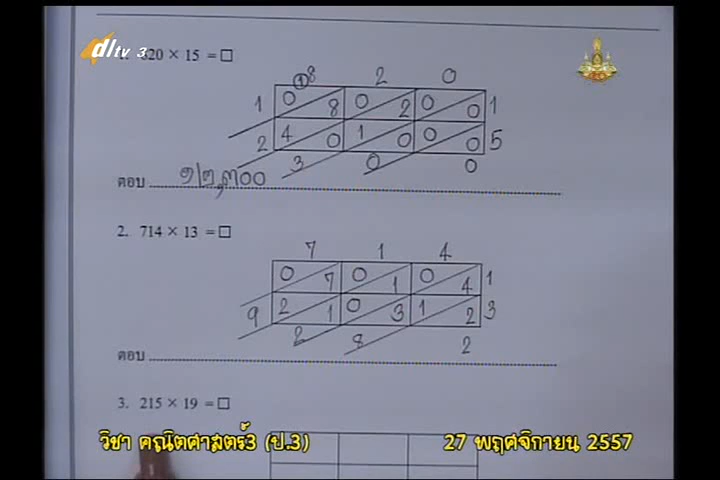 dltv 3
1. 820 × 15 = □
① 8 2 0
1 0 8 0 2 0 0 1
2 4 0 1 0 0 0 5
3 0 0
ตอบ ๑๒,๓๐๐
2. 714 × 13 = □
7 1 4
0 7 0 1 0 4 1
9 2 1 0 3 1 2 3
2 8 2
ตอบ
3. 215 × 19 = □
วิชา คณิตศาสตร์3 (ป.3) 27 พฤศจิกายน 2557